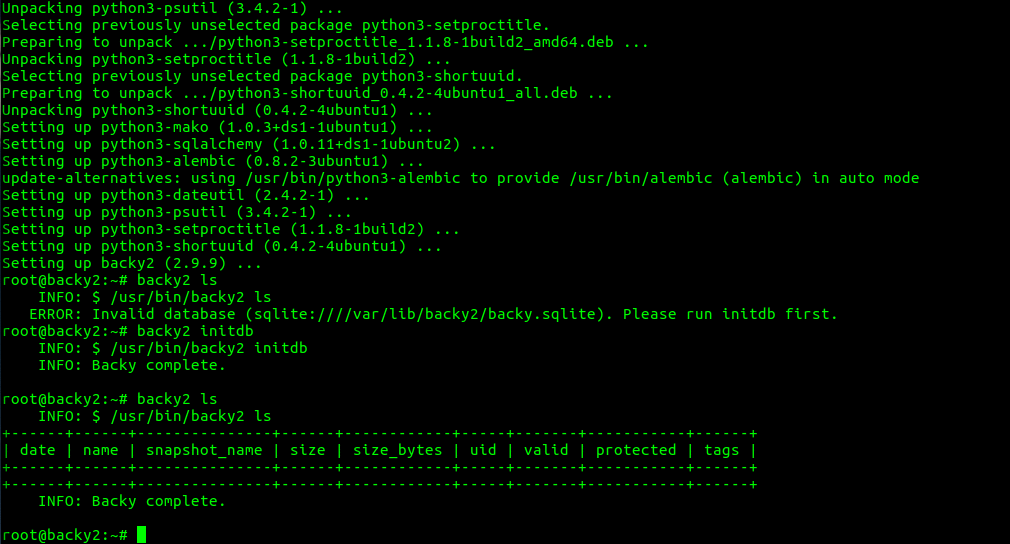 Unpacking python3-psutil (3.4.2-1) ...
Selecting previously unselected package python3-setproctitle.
Preparing to unpack .../python3-setproctitle_1.1.8-1build2_amd64.deb ...
Unpacking python3-setproctitle (1.1.8-1build2) ...
Selecting previously unselected package python3-shortuuid.
Preparing to unpack .../python3-shortuuid_0.4.2-4ubuntu1_all.deb ...
Unpacking python3-shortuuid (0.4.2-4ubuntu1) ...
Setting up python3-mako (1.0.3+ds1-1ubuntu1) ...
Setting up python3-sqlalchemy (1.0.11+ds1-1ubuntu2) ...
Setting up python3-alembic (0.8.2-3ubuntu1) ...
update-alternatives: using /usr/bin/python3-alembic to provide /usr/bin/alembic (alembic) in auto mode
Setting up python3-dateutil (2.4.2-1) ...
Setting up python3-psutil (3.4.2-1) ...
Setting up python3-setproctitle (1.1.8-1build2) ...
Setting up python3-shortuuid (0.4.2-4ubuntu1) ...
Setting up backy2 (2.9.9) ...
root@backy2:~# backy2 ls
    INFO: $ /usr/bin/backy2 ls
   ERROR: Invalid database (sqlite:////var/lib/backy2/backy.sqlite). Please run initdb first.
root@backy2:~# backy2 initdb
    INFO: $ /usr/bin/backy2 initdb
    INFO: Backy complete.

root@backy2:~# backy2 ls
    INFO: $ /usr/bin/backy2 ls
+------+------+---------------+------+------------+-----+-------+-----------+------+
| date | name | snapshot_name | size | size_bytes | uid | valid | protected | tags |
+------+------+---------------+------+------------+-----+-------+-----------+------+
+------+------+---------------+------+------------+-----+-------+-----------+------+
    INFO: Backy complete.

root@backy2:~#